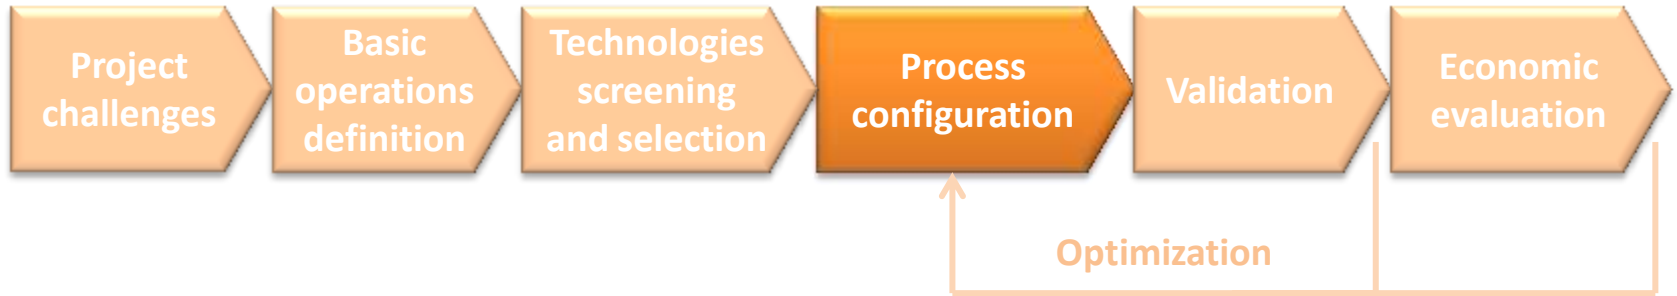 Project
challenges
Basic
operations
definition
Technologies
screening
and selection
Process
configuration
Validation
Economic
evaluation
Optimization